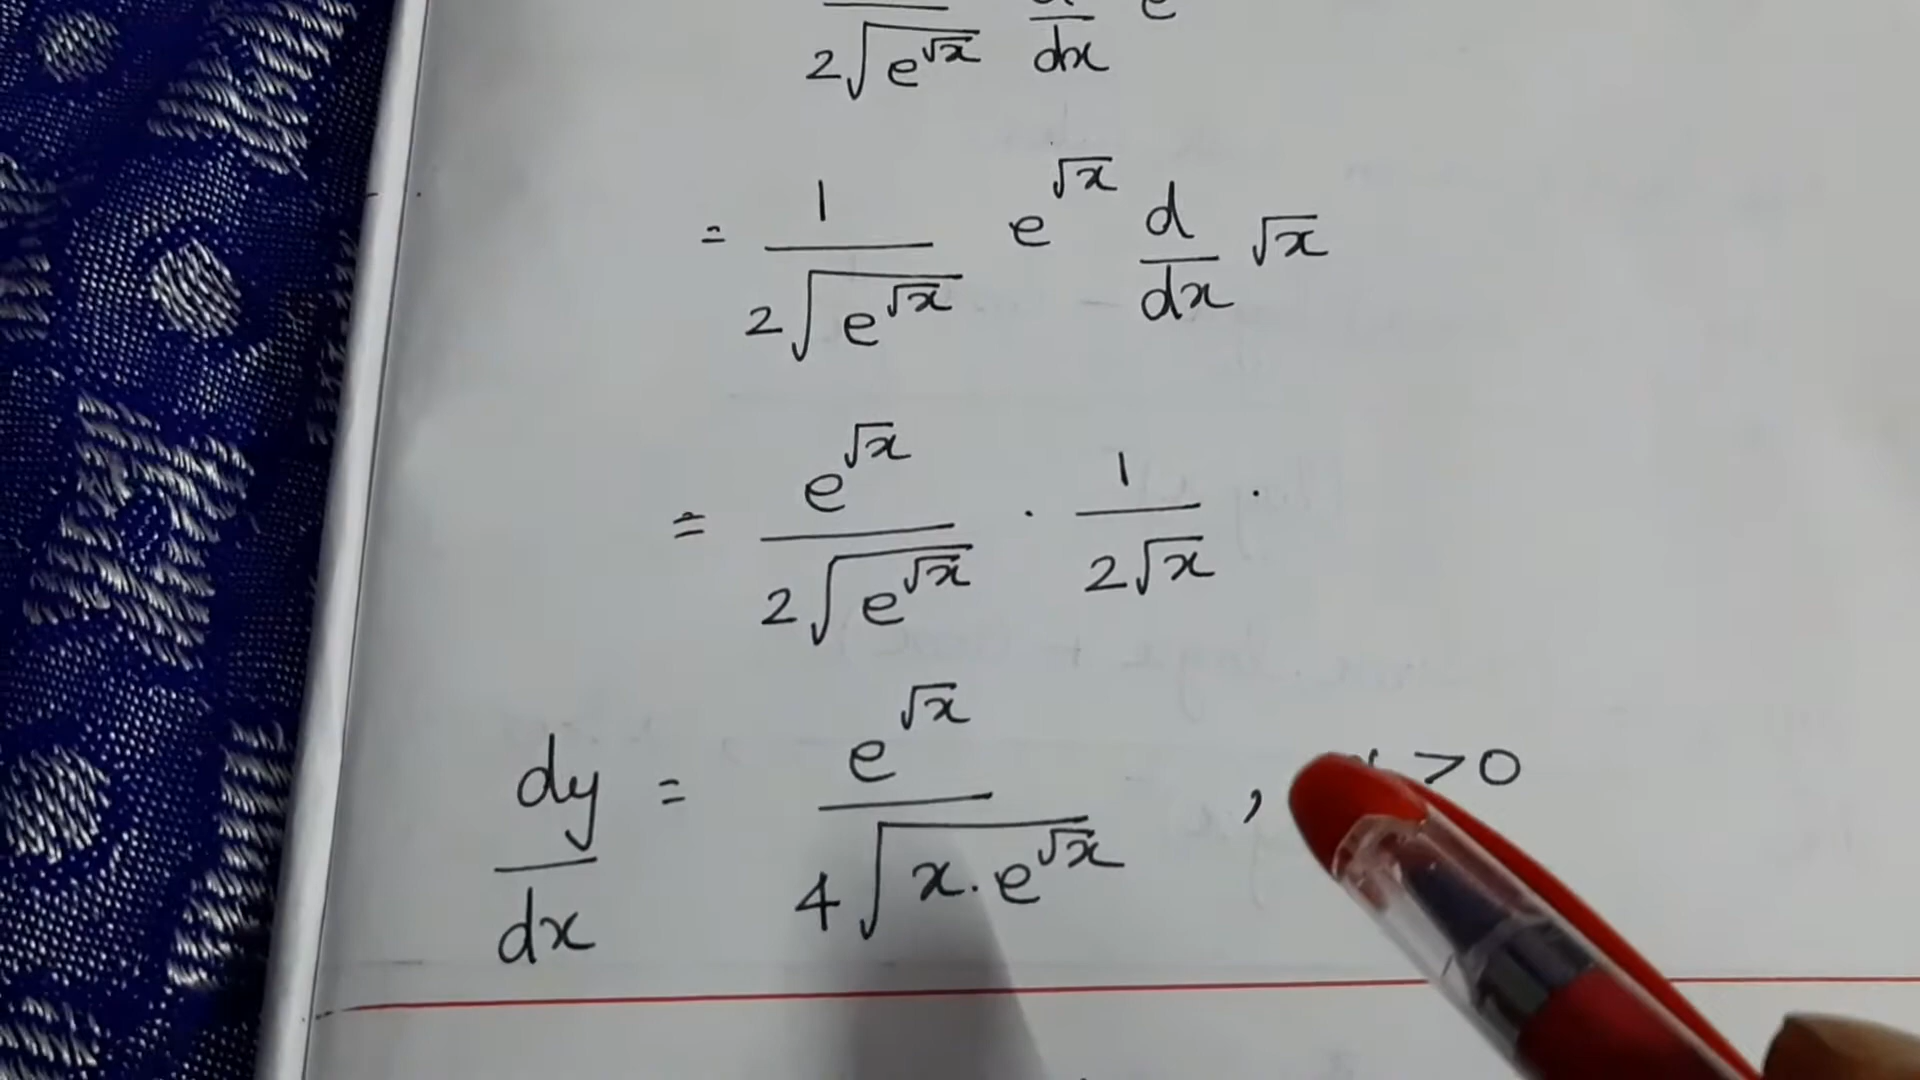 2√e^√x d/dx e
= 1/2√e^√x e^√x d/dx √x
= e^√x/2√e^√x · 1/2√x
dy/dx = e^√x/4√x·e^√x , > 0